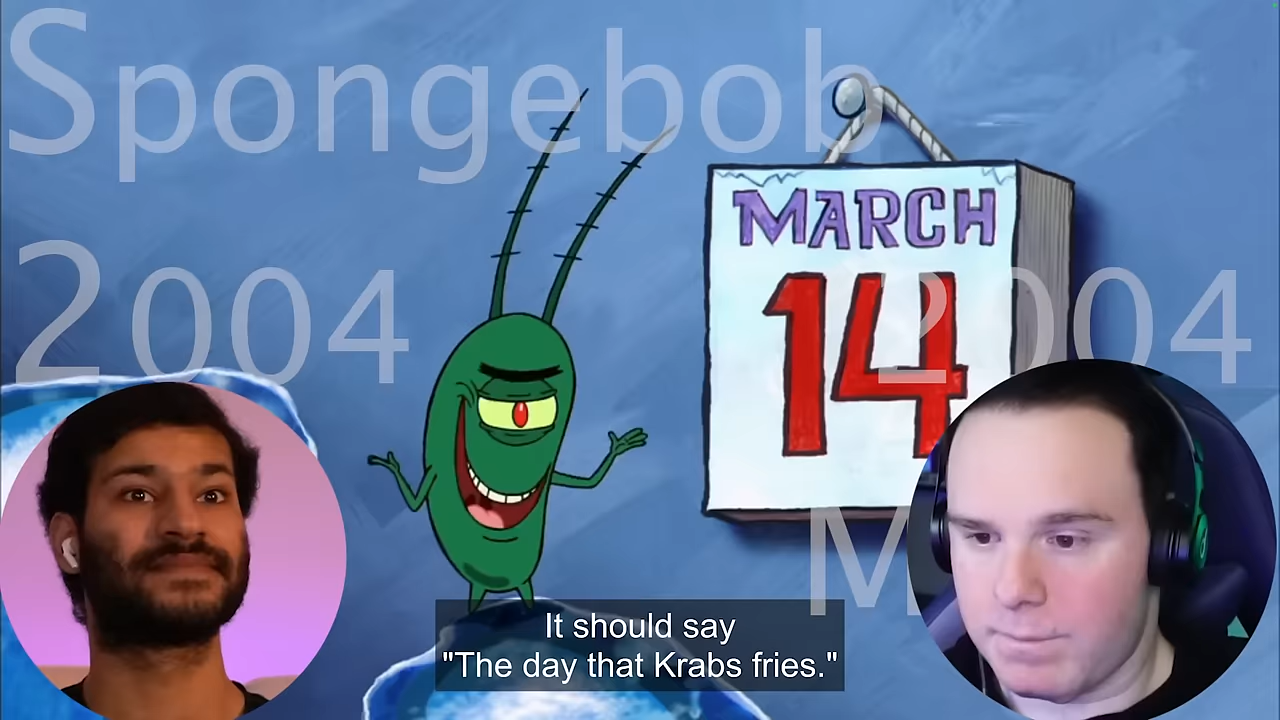 Spongebob
MARCH
2004
14
2004
M
It should say
"The day that Krabs fries."